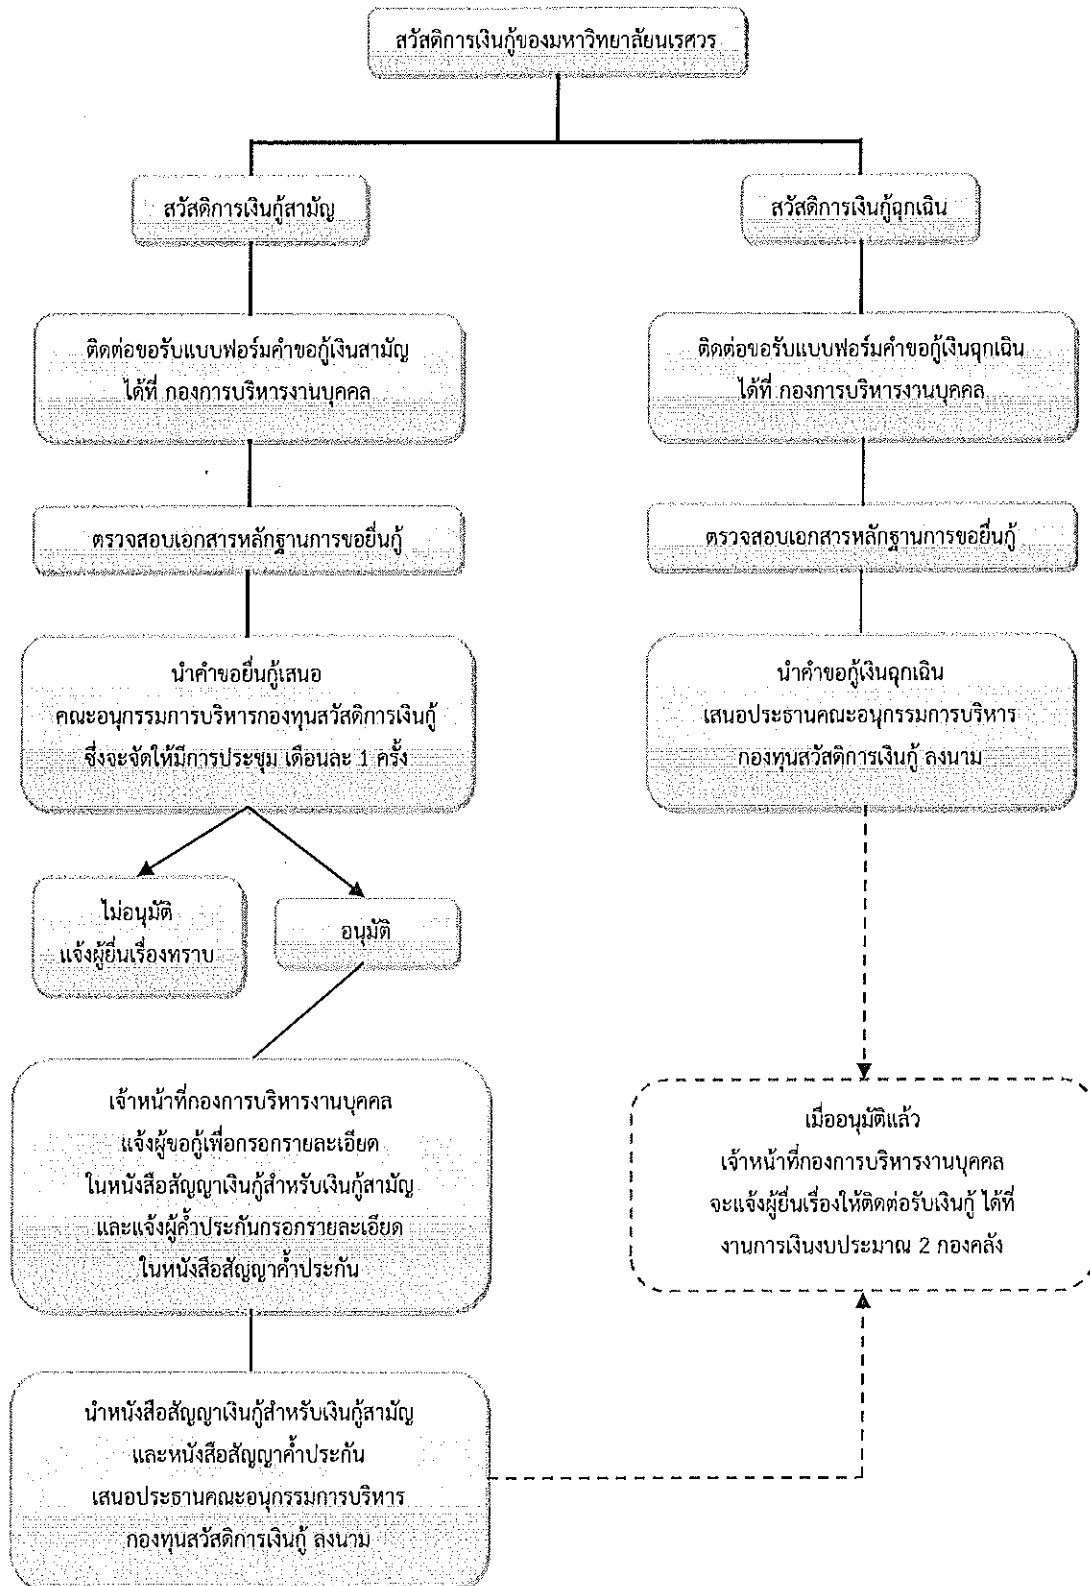 สวัสดิการเงินกู้ของมหาวิทยาลัยนเรศวร
สวัสดิการเงินกู้สามัญ
ติดต่อขอรับแบบฟอร์มคำขอกู้เงินสามัญ
ได้ที่ กองการบริหารงานบุคคล
ตรวจสอบเอกสารหลักฐานการขอยื่นกู้
นำคำขอยื่นกู้เสนอ
คณะอนุกรรมการบริหารกองทุนสวัสดิการเงินกู้
ซึ่งจะจัดให้มีการประชุม เดือนละ 1 ครั้ง
ไม่อนุมัติ
แจ้งผู้ยื่นเรื่องทราบ
อนุมัติ
เจ้าหน้าที่กองการบริหารงานบุคคล
แจ้งผู้ขอกู้เพื่อกรอกรายละเอียด
ในหนังสือสัญญาเงินกู้สำหรับเงินกู้สามัญ
และแจ้งผู้ค้ำประกันกรอกรายละเอียด
ในหนังสือสัญญาค้ำประกัน
นำหนังสือสัญญาเงินกู้สำหรับเงินกู้สามัญ
และหนังสือสัญญาค้ำประกัน
เสนอประธานคณะอนุกรรมการบริหาร
กองทุนสวัสดิการเงินกู้ ลงนาม
สวัสดิการเงินกู้ฉุกเฉิน
ติดต่อขอรับแบบฟอร์มคำขอกู้เงินฉุกเฉิน
ได้ที่ กองการบริหารงานบุคคล
ตรวจสอบเอกสารหลักฐานการขอยื่นกู้
นำคำขอกู้เงินฉุกเฉิน
เสนอประธานคณะอนุกรรมการบริหาร
กองทุนสวัสดิการเงินกู้ ลงนาม
เมื่ออนุมัติแล้ว
เจ้าหน้าที่กองการบริหารงานบุคคล
จะแจ้งผู้ยื่นเรื่องให้ติดต่อรับเงินกู้ ได้ที่
งานการเงินงบประมาณ 2 กองคลัง